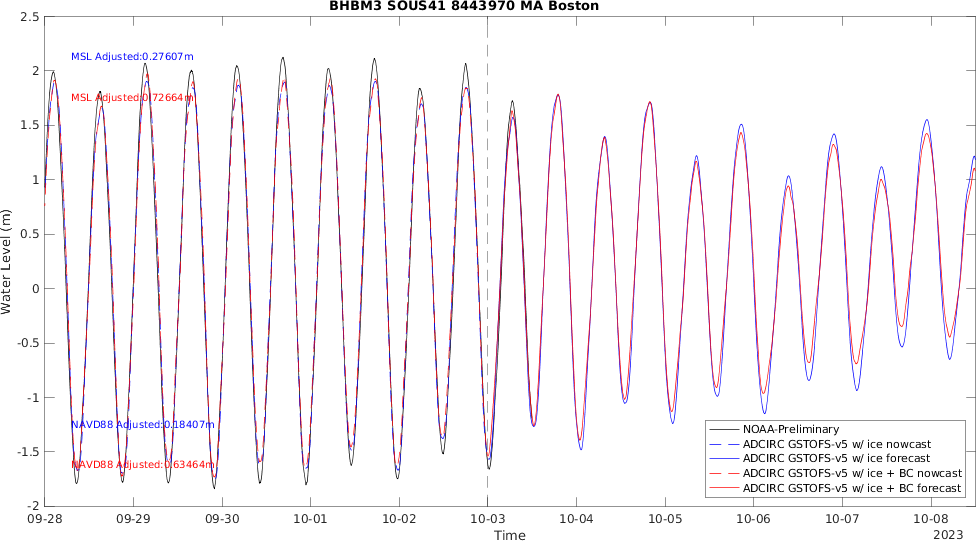 BHBM3 SOUS41 8443970 MA Boston
2.5
2
1.5
1
0.5
0
-0.5
-1
-1.5
-2
Water Level (m)
MSL Adjusted:0.27607m
MSL Adjusted:0.72664m
NAVD88 Adjusted:0.18407m
NAVD88 Adjusted:0.63464m
NOAA-Preliminary
ADCIRC GSTOFS-v5 w/ ice nowcast
ADCIRC GSTOFS-v5 w/ ice forecast
ADCIRC GSTOFS-v5 w/ ice + BC nowcast
ADCIRC GSTOFS-v5 w/ ice + BC forecast
09-28 09-29 09-30 10-01 10-02 10-03 10-04 10-05 10-06 10-07 10-08
Time
2023